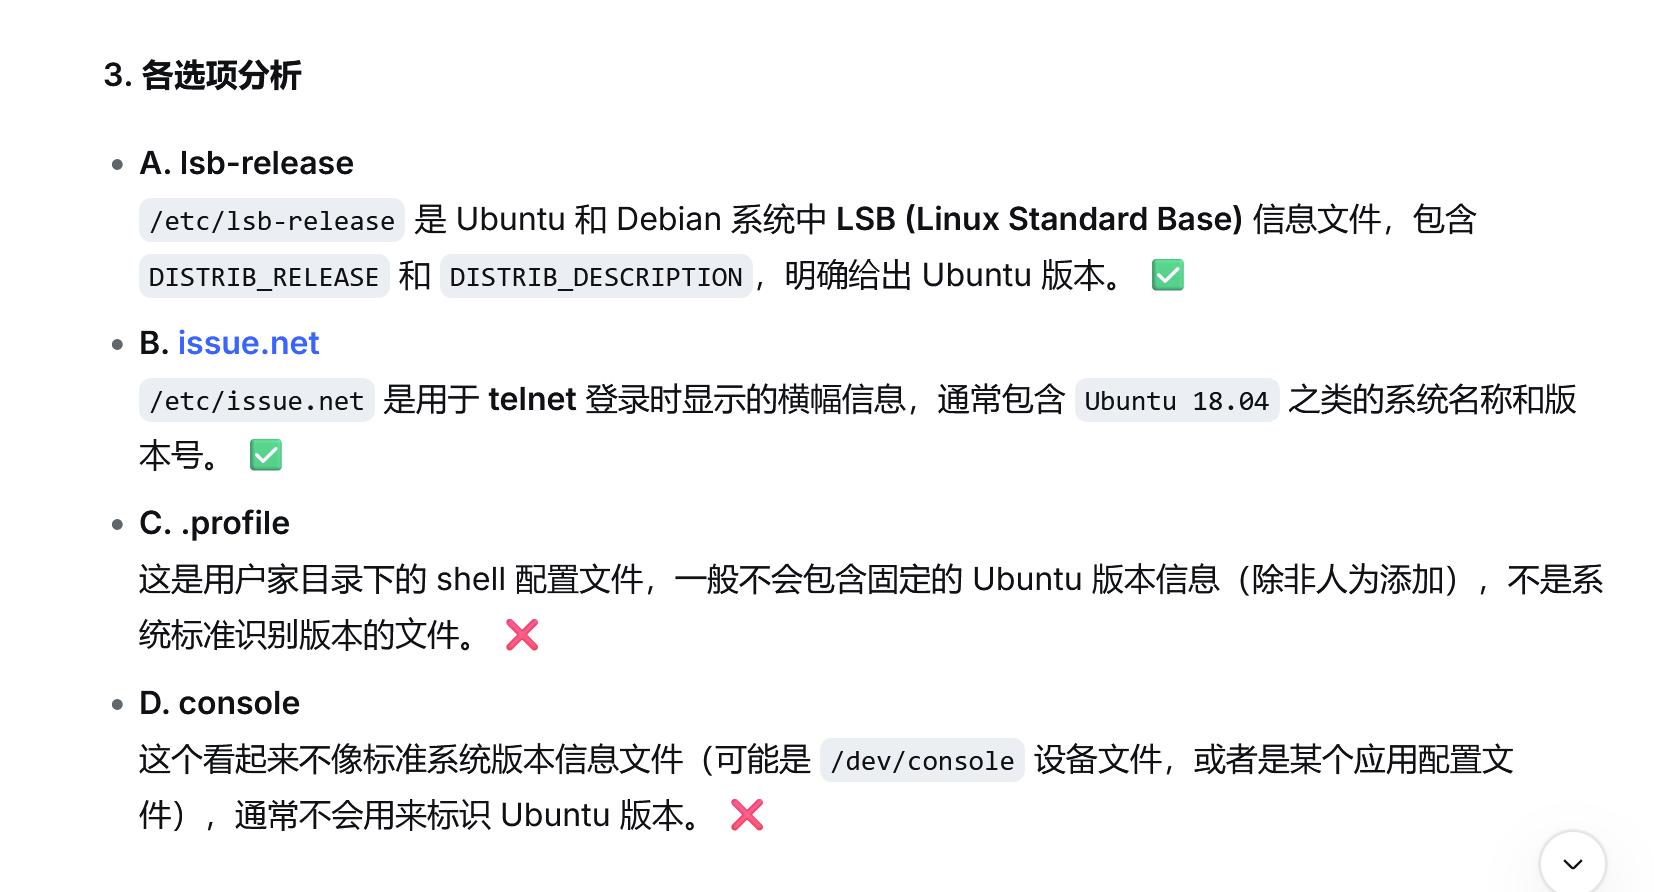 3. 各选项分析
A. lsb-release
/etc/lsb-release 是 Ubuntu 和 Debian 系统中 LSB (Linux Standard Base) 信息文件，包含
DISTRIB_RELEASE 和 DISTRIB_DESCRIPTION，明确给出 Ubuntu 版本。 ✅
B. issue.net
/etc/issue.net 是用于 telnet 登录时显示的横幅信息，通常包含 Ubuntu 18.04 之类的系统名称和版
本号。 ✅
C. .profile
这是用户家目录下的 shell 配置文件，一般不会包含固定的 Ubuntu 版本信息（除非人为添加），不是系
统标准识别版本的文件。 ❌
D. console
这个看起来不像标准系统版本信息文件（可能是 /dev/console 设备文件，或者是某个应用配置文
件），通常不会用来标识 Ubuntu 版本。 ❌